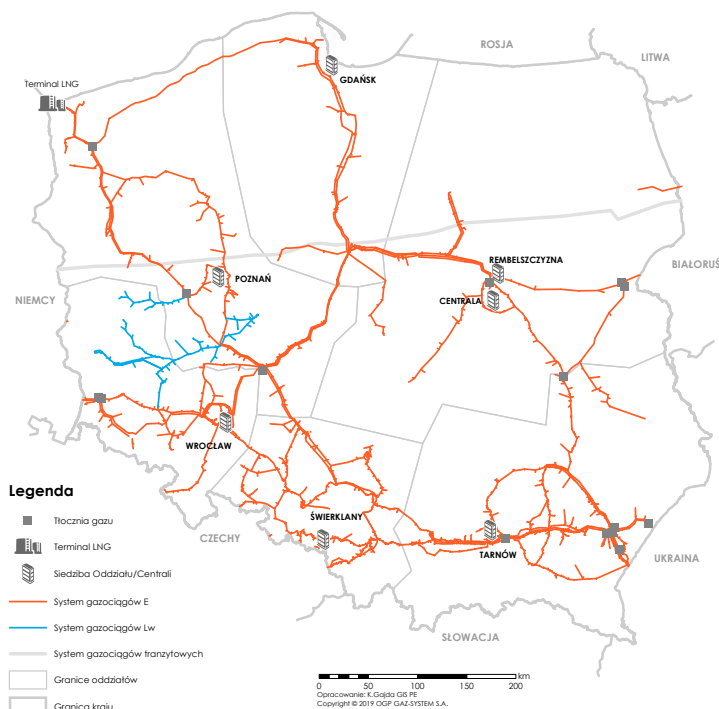 ROSJA
LITWA
GDAŃSK
Terminal LNG
REMBELSZCZYZNA
BIAŁORUŚ
POZNAŃ
CENTRALA
NIEMCY
WROCŁAW
Legenda
Tłocznia gazu
Terminal LNG
Siedziba Oddziału/Centrali
System gazociągów E
System gazociągów Lw
System gazociągów tranzytowych
Granice oddziałów
Granica kraju
ŚWIERKLANY
CZECHY
TARNÓW
UKRAINA
SŁOWACJA
km
0 50 100 150 200
Opracowanie: K.Gajda GIS PE
Copyright © 2019 OGP GAZ-SYSTEM S.A.